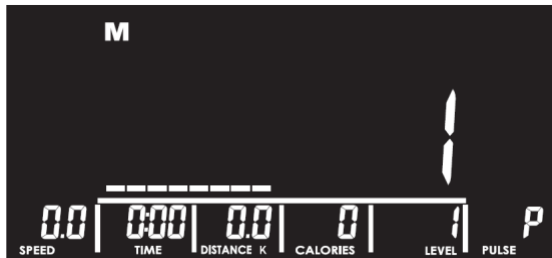 M
1
0.0 0:00 0.0 0 1 P
SPEED TIME DISTANCE K CALORIES LEVEL PULSE